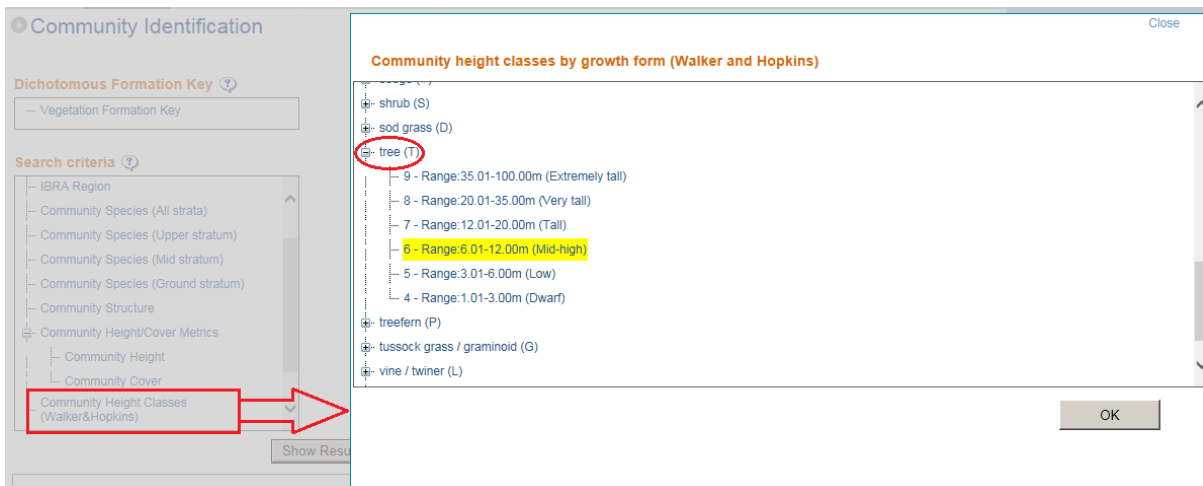 Community Identification
Dichotomous Formation Key ?
Vegetation Formation Key
Search criteria ?
IBRA Region
Community Species (All strata)
Community Species (Upper stratum)
Community Species (Mid stratum)
Community Species (Ground stratum)
Community Structure
Community Height/Cover Metrics
Community Height
Community Cover
Community Height Classes
(Walker&Hopkins)
Show Resu
Close
Community height classes by growth form (Walker and Hopkins)
shrub (S)
sod grass (D)
tree (T)
9 - Range:35.01-100.00m (Extremely tall)
8 - Range:20.01-35.00m (Very tall)
7 - Range:12.01-20.00m (Tall)
6 - Range:6.01-12.00m (Mid-high)
5 - Range:3.01-6.00m (Low)
4 - Range:1.01-3.00m (Dwarf)
treefern (P)
tussock grass / graminoid (G)
vine / twiner (L)
OK